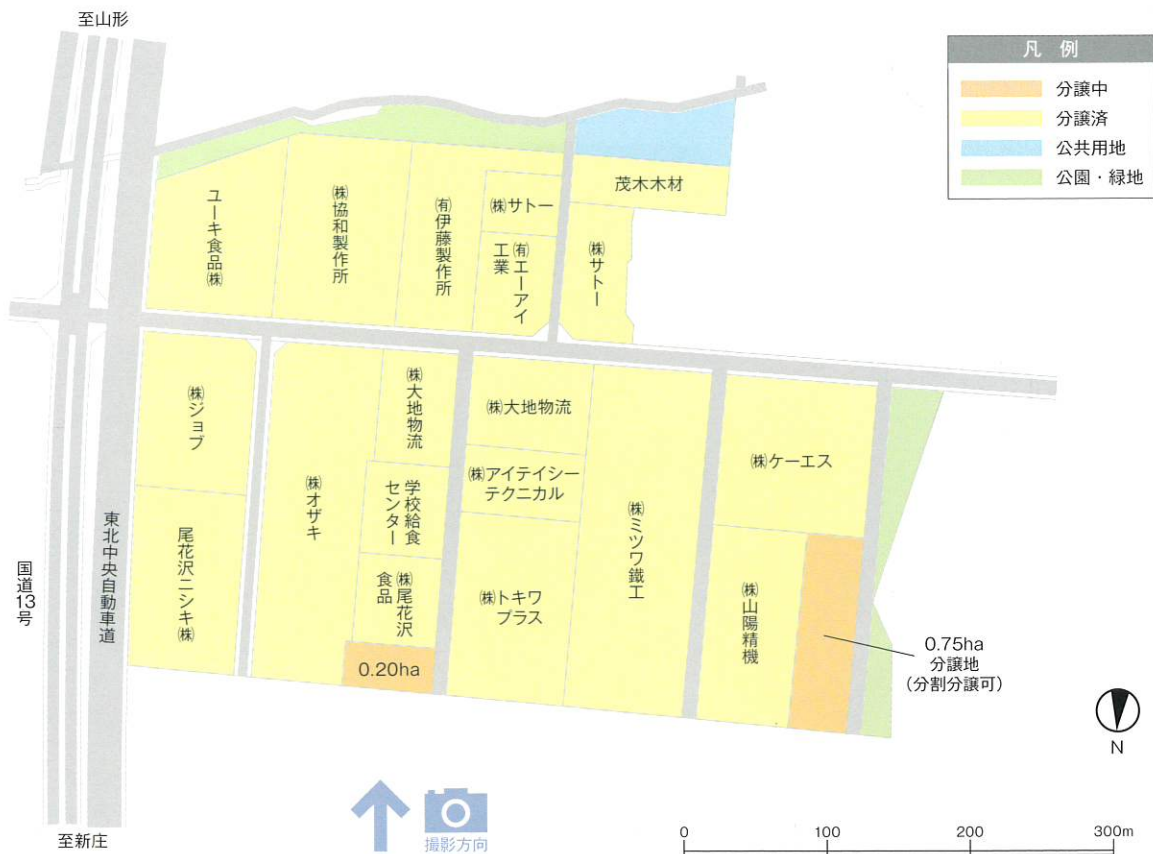 至山形
凡 例
分譲中
分譲済
公共用地
公園・緑地
ユーキ食品㈱
㈱協和製作所
㈲伊藤製作所
㈱サトー
㈲エーアイ
工業
茂木木材
㈱サトー
㈱ジョブ
尾花沢ニシキ㈱
㈱オザキ
㈱大地物流
学校給食
センター
㈱尾花沢
食品
0.20ha
㈱大地物流
㈱アイテイシー
テクニカル
㈱トキワ
プラス
㈱ミツワ鐵工
㈱ケーエス
㈱山陽精機
0.75ha
分譲地
（分割分譲可）
国道13号
東北中央自動車道
至新庄
撮影方向
N
0 100 200 300m